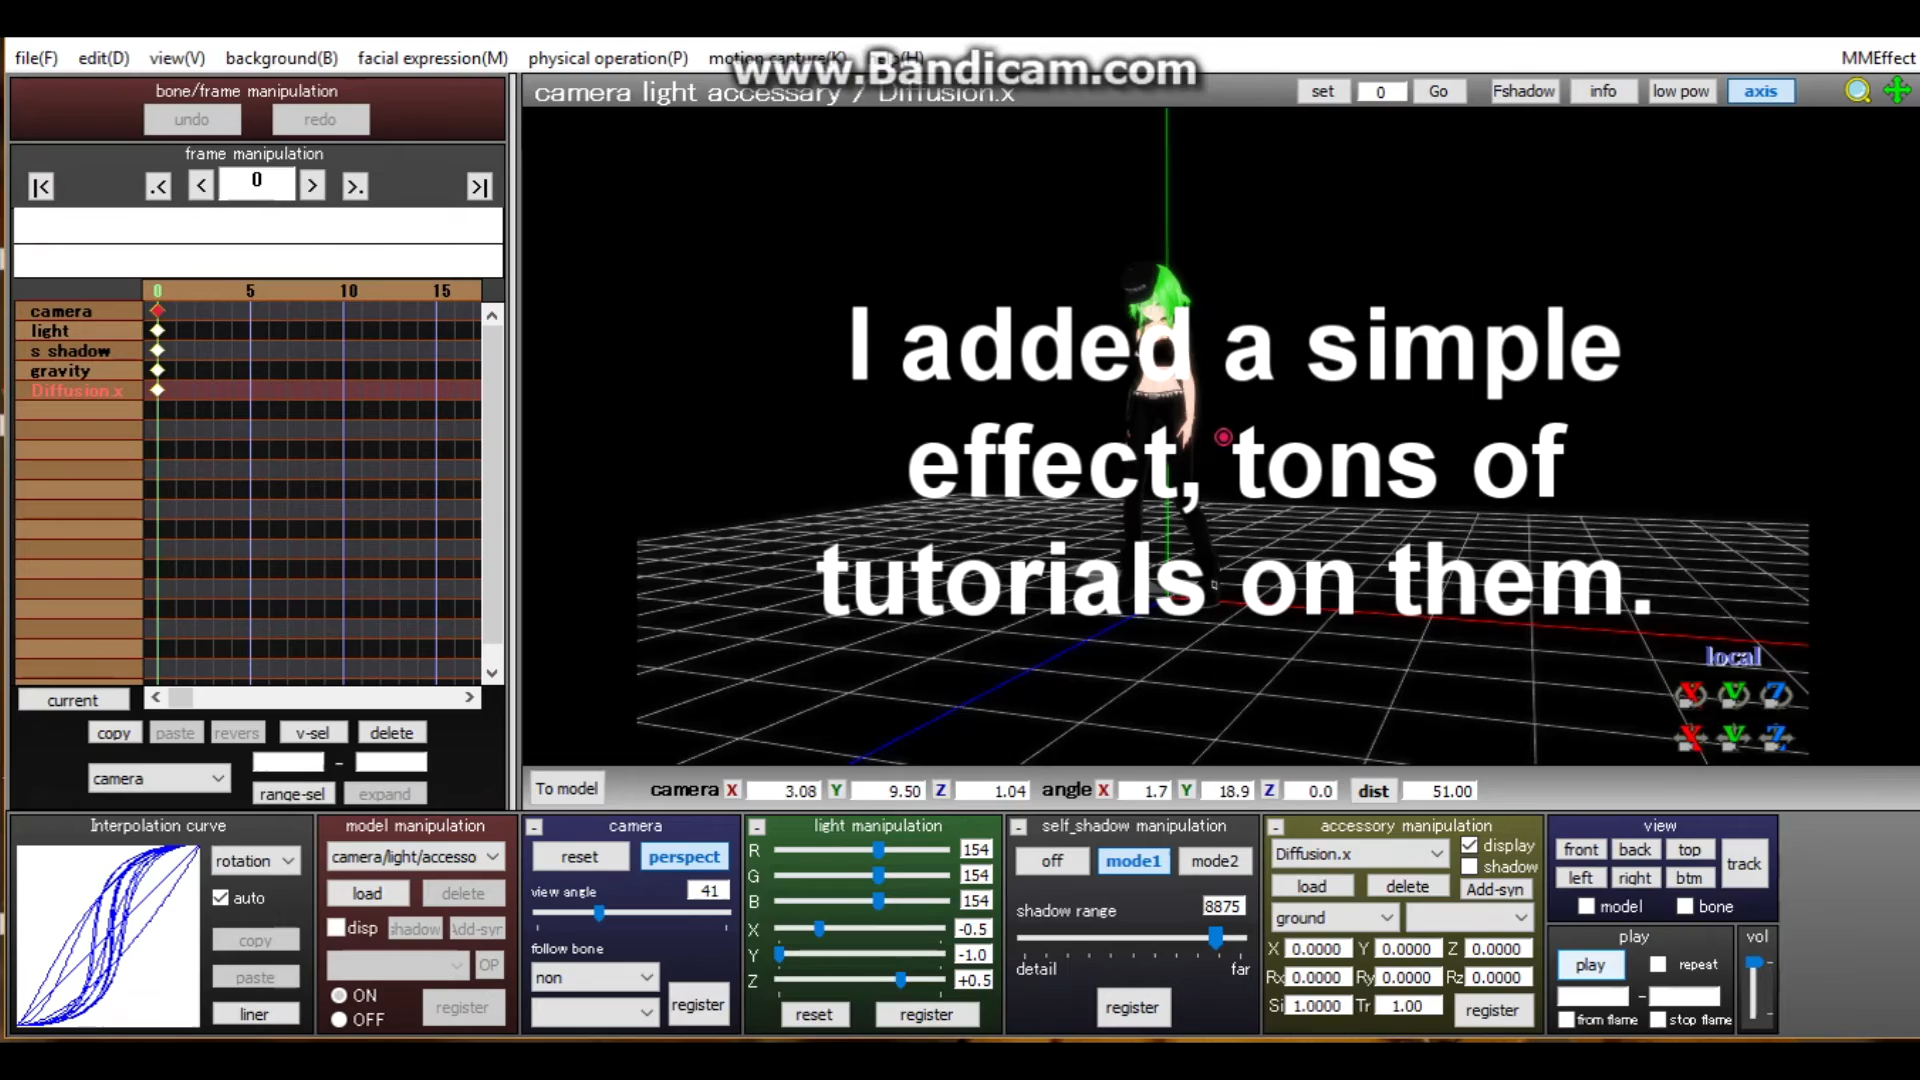 www.Bandicam.com
file(F) edit(D) view(V) background(B) facial expression(M) physical operation(P) motion capture(K) MMEffect
bone/frame manipulation
undo redo
camera light accessary / Diffusion.x
set 0 Go Fshadow info low pow axis
frame manipulation
|< .< < 0 > >. >|
0 5 10 15
camera
light
s shadow
gravity
Diffusion.x
I added a simple
effect, tons of
tutorials on them.
local
X Y Z
X Y Z
current < >
copy paste revers v-sel delete
camera -
range-sel expand
To model camera X 3.08 Y 9.50 Z 1.04 angle X 1.7 Y 18.9 Z 0.0 dist 51.00
Interpolation curve
rotation
auto
copy
paste
liner
model manipulation
camera/light/accesso
load delete
disp shadow Add-syn
OP
ON
OFF
register
- camera
reset perspect
view angle 41
follow bone
non
register
- light manipulation
R 154
G 154
B 154
X -0.5
Y -1.0
Z +0.5
reset register
- self_shadow manipulation
off mode1 mode2
shadow range 8875
detail far
register
- accessory manipulation
Diffusion.x display
shadow
load delete Add-syn
ground
X 0.0000 Y 0.0000 Z 0.0000
Rx 0.0000 Ry 0.0000 Rz 0.0000
Si 1.0000 Tr 1.00 register
view
front back top
left right btm track
model bone
play
play repeat
-
from flame stop flame
vol